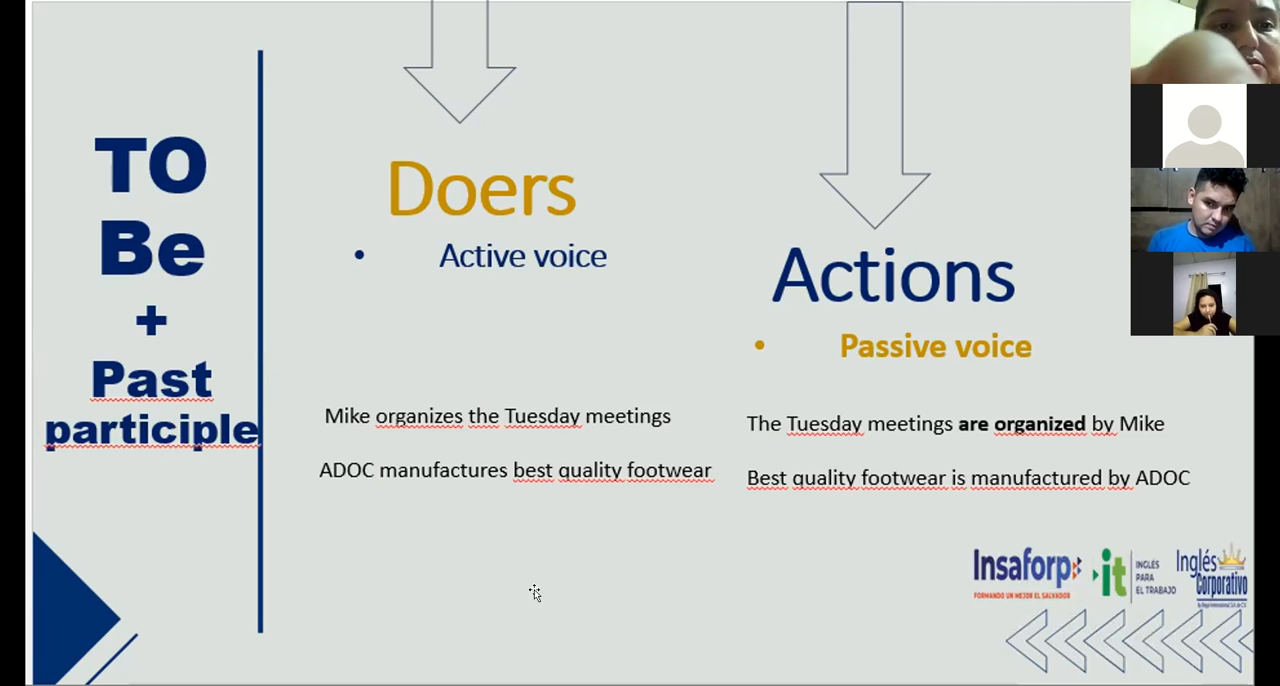 TO
Be
+
Past
participle
Doers
• Active voice
Mike organizes the Tuesday meetings
ADOC manufactures best quality footwear
Actions
• Passive voice
The Tuesday meetings are organized by Mike
Best quality footwear is manufactured by ADOC
Insaforp
FORMANDO UN MEJOR EL SALVADOR
it
INGLÉS
PARA
EL TRABAJO
Inglés
Corporativo